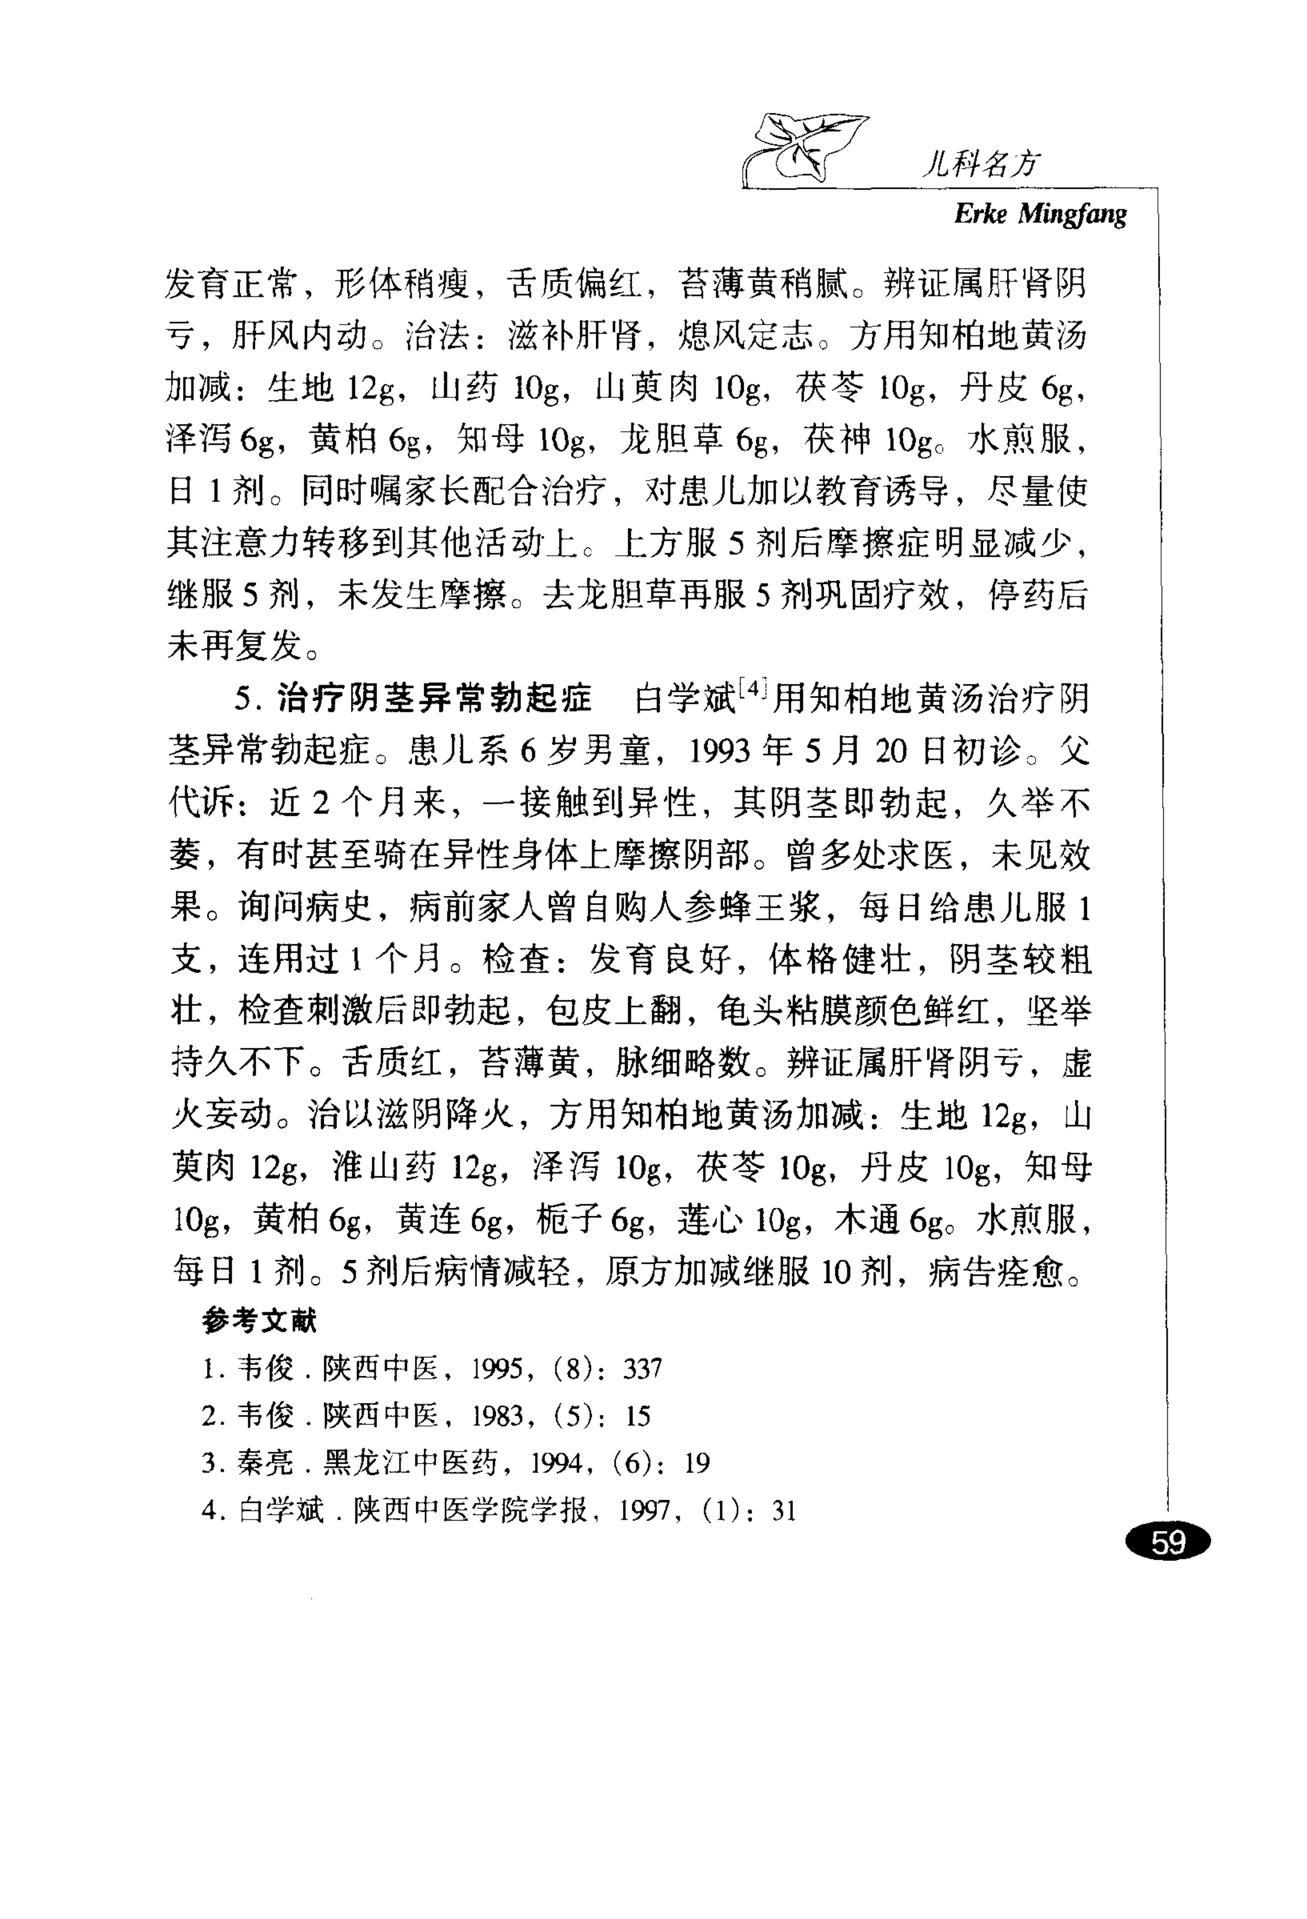 儿科名方
Erke Mingfang
发育正常，形体稍瘦，舌质偏红，苔薄黄稍腻。辨证属肝肾阴
亏，肝风内动。治法：滋补肝肾，熄风定志。方用知柏地黄汤
加减：生地 12g，山药 10g，山萸肉 10g，茯苓 10g，丹皮 6g，
泽泻 6g，黄柏 6g，知母 10g，龙胆草 6g，茯神 10g。水煎服，
日 1 剂。同时嘱家长配合治疗，对患儿加以教育诱导，尽量使
其注意力转移到其他活动上。上方服 5 剂后摩擦症明显减少，
继服 5 剂，未发生摩擦。去龙胆草再服 5 剂巩固疗效，停药后
未再复发。
5. 治疗阴茎异常勃起症　白学斌[4]用知柏地黄汤治疗阴
茎异常勃起症。患儿系 6 岁男童，1993 年 5 月 20 日初诊。父
代诉：近 2 个月来，一接触到异性，其阴茎即勃起，久举不
萎，有时甚至骑在异性身体上摩擦阴部。曾多处求医，未见效
果。询问病史，病前家人曾自购人参蜂王浆，每日给患儿服 1
支，连用过 1 个月。检查：发育良好，体格健壮，阴茎较粗
壮，检查刺激后即勃起，包皮上翻，龟头粘膜颜色鲜红，坚举
持久不下。舌质红，苔薄黄，脉细略数。辨证属肝肾阴亏，虚
火妄动。治以滋阴降火，方用知柏地黄汤加减：生地 12g，山
萸肉 12g，淮山药 12g，泽泻 10g，茯苓 10g，丹皮 10g，知母
10g，黄柏 6g，黄连 6g，栀子 6g，莲心 10g，木通 6g。水煎服，
每日 1 剂。5 剂后病情减轻，原方加减继服 10 剂，病告痊愈。
参考文献
1. 韦俊．陕西中医，1995，(8)：337
2. 韦俊．陕西中医，1983，(5)：15
3. 秦亮．黑龙江中医药，1994，(6)：19
4. 白学斌．陕西中医学院学报，1997，(1)：31
59